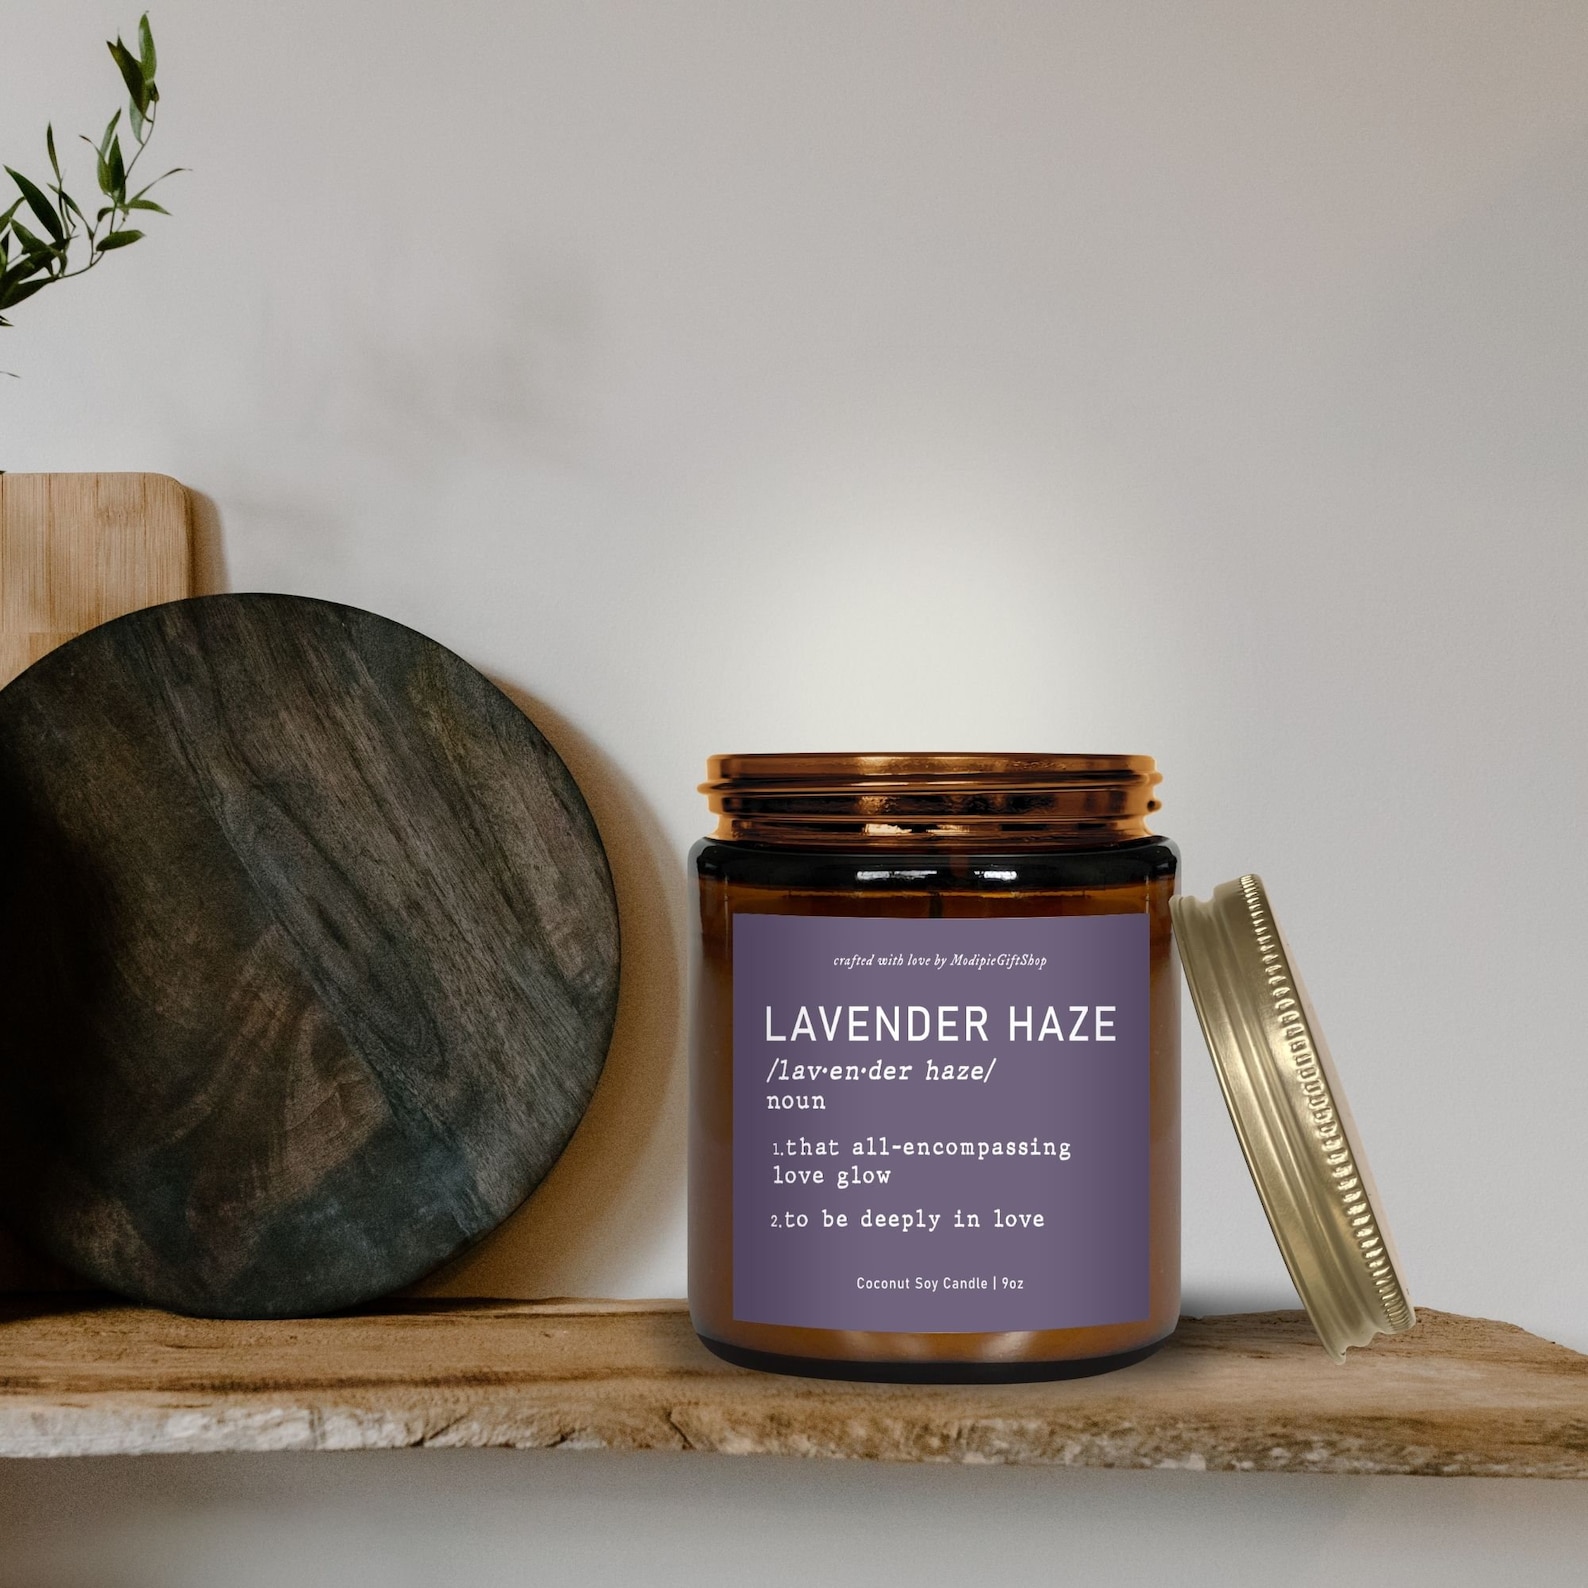 crafted with love by ModipieGiftShop
LAVENDER HAZE
/lav·en·der haze/
noun
1.that all-encompassing
love glow
2.to be deeply in love
Coconut Soy Candle | 9oz